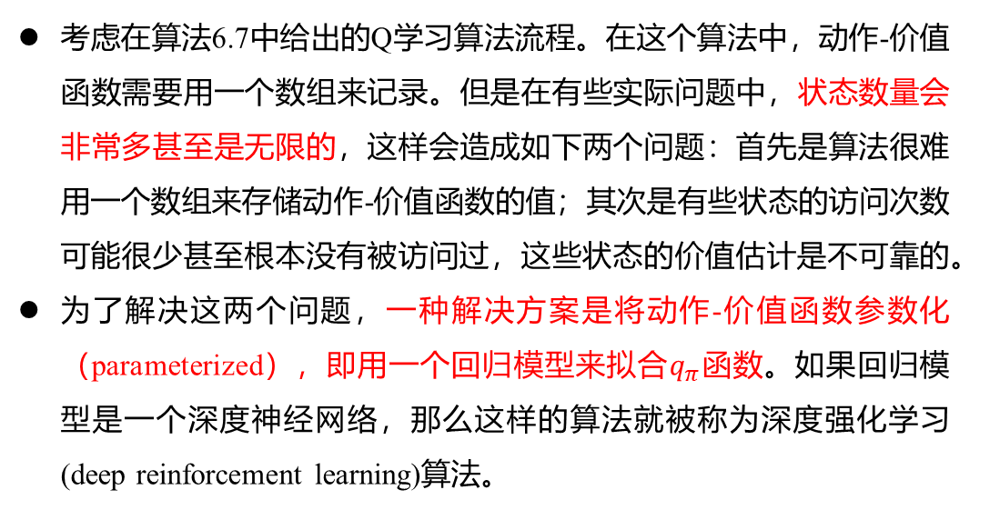 ● 考虑在算法6.7中给出的Q学习算法流程。在这个算法中，动作-价值
函数需要用一个数组来记录。但是在有些实际问题中，状态数量会
非常多甚至是无限的，这样会造成如下两个问题：首先是算法很难
用一个数组来存储动作-价值函数的值；其次是有些状态的访问次数
可能很少甚至根本没有被访问过，这些状态的价值估计是不可靠的。
● 为了解决这两个问题，一种解决方案是将动作-价值函数参数化
（parameterized），即用一个回归模型来拟合qπ函数。如果回归模
型是一个深度神经网络，那么这样的算法就被称为深度强化学习
(deep reinforcement learning)算法。